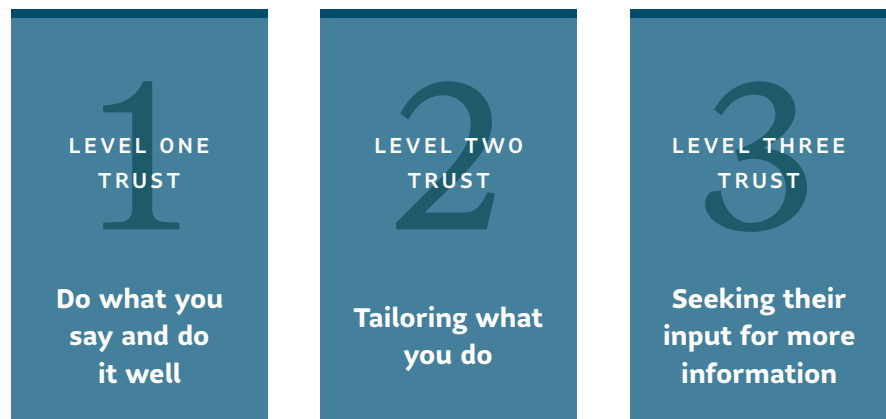 1
LEVEL ONE
TRUST
Do what you
say and do
it well
2
LEVEL TWO
TRUST
Tailoring what
you do
3
LEVEL THREE
TRUST
Seeking their
input for more
information